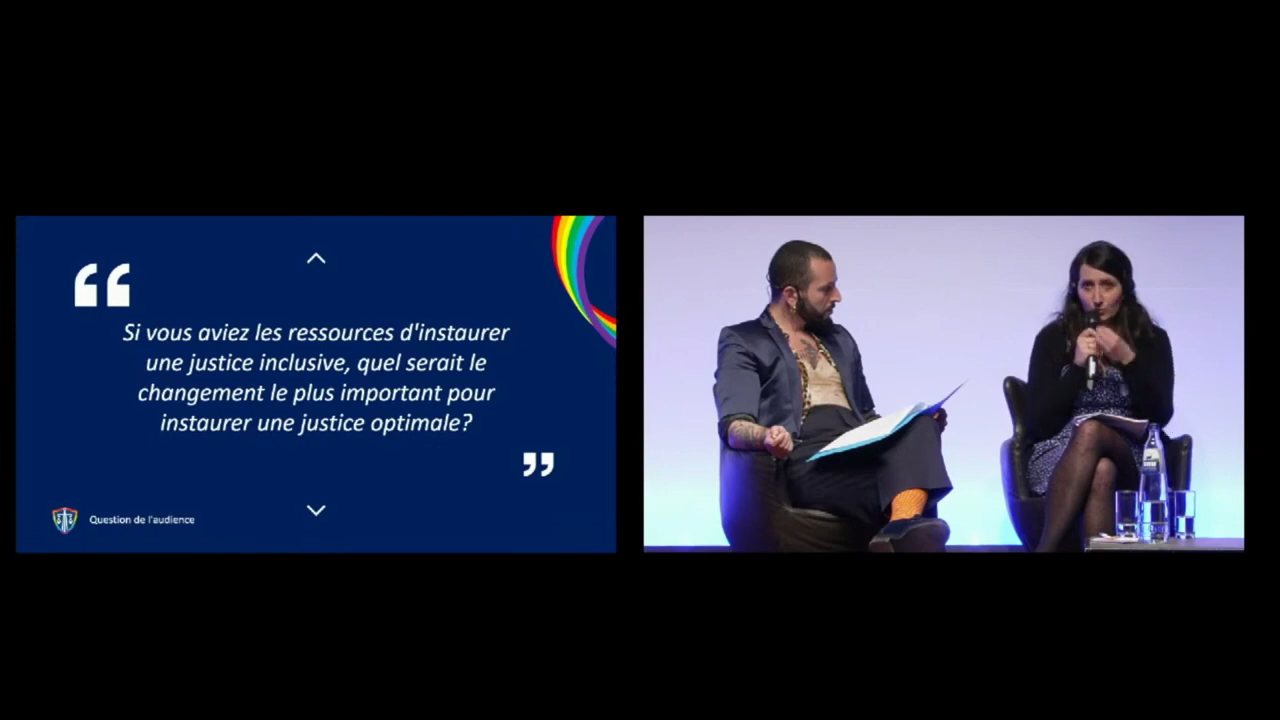 Si vous aviez les ressources d'instaurer
une justice inclusive, quel serait le
changement le plus important pour
instaurer une justice optimale?
Question de l'audience